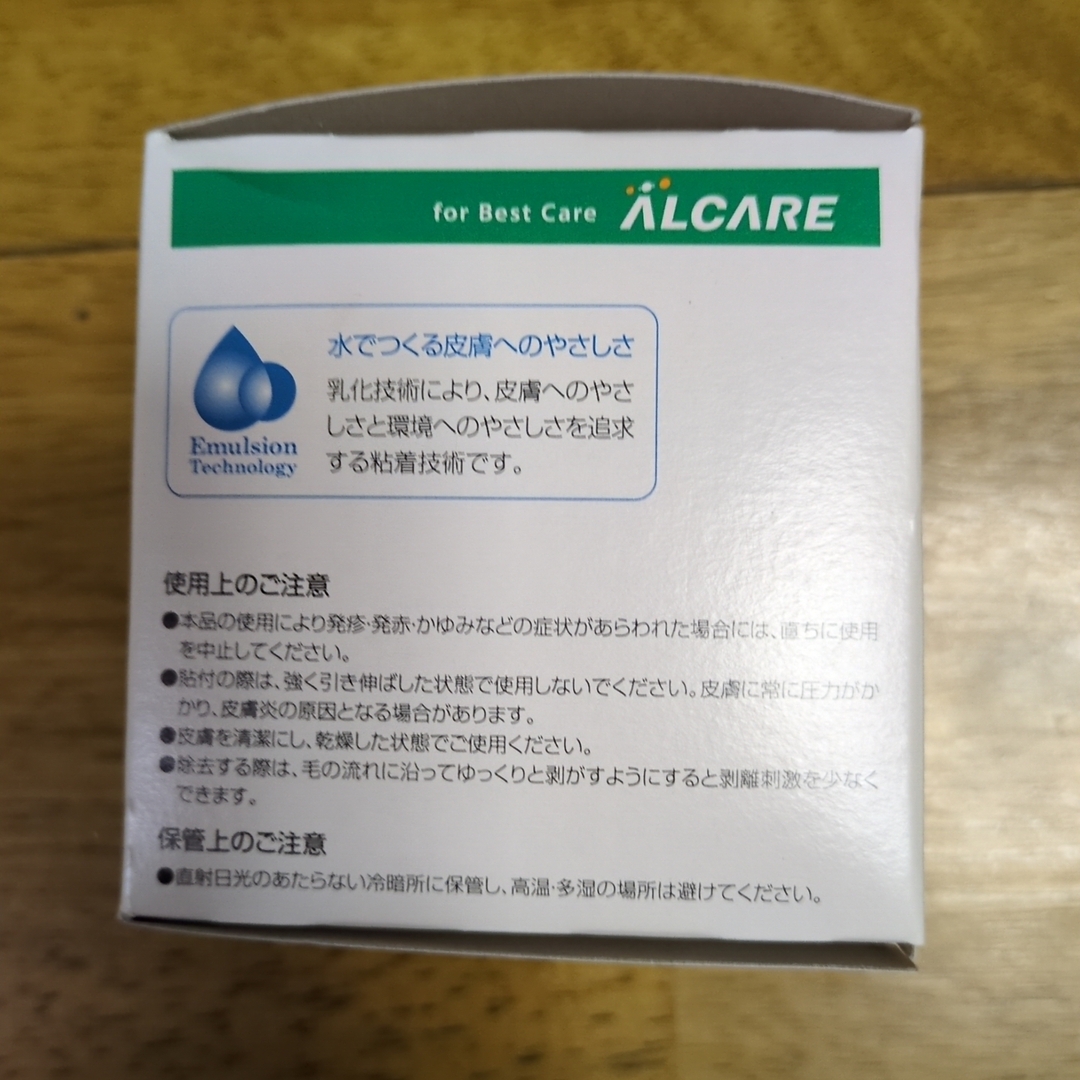 for Best Care ALCARE
水でつくる皮膚へのやさしさ
乳化技術により、皮膚へのやさ
しさと環境へのやさしさを追求
する粘着技術です。
Emulsion
Technology
使用上のご注意
●本品の使用により発疹·発赤·かゆみなどの症状があらわれた場合には、直ちに使用
を中止してください。
●貼付の際は、強く引き伸ばした状態で使用しないでください。皮膚に常に圧力がか
かり、皮膚炎の原因となる場合があります。
●皮膚を清潔にし、乾燥した状態でご使用ください。
●除去する際は、毛の流れに沿ってゆっくりと剥がすようにすると剥離刺激を少なく
できます。
保管上のご注意
●直射日光のあたらない冷暗所に保管し、高温·多湿の場所は避けてください。